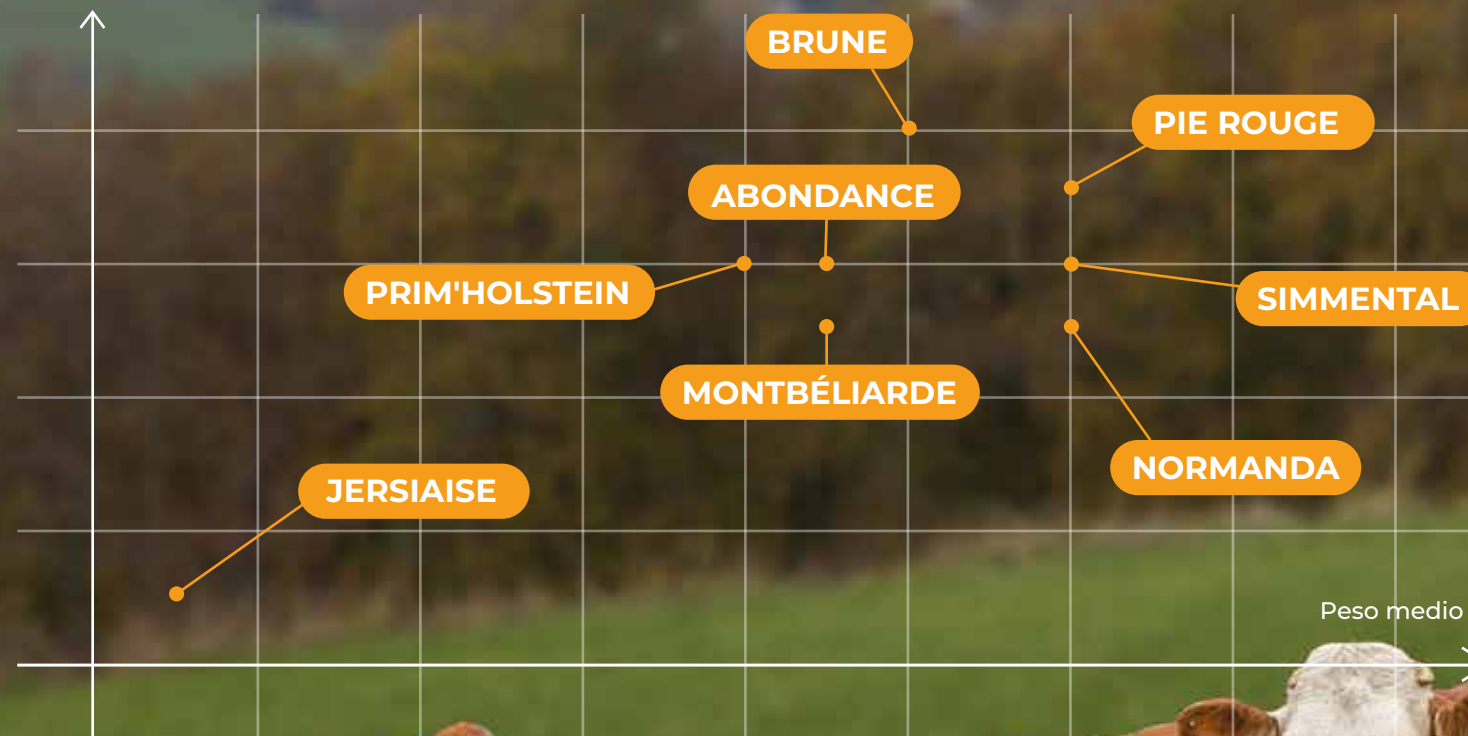 BRUNE
PIE ROUGE
ABONDANCE
PRIM'HOLSTEIN
SIMMENTAL
MONTBÉLIARDE
NORMANDA
JERSIAISE
Peso medio